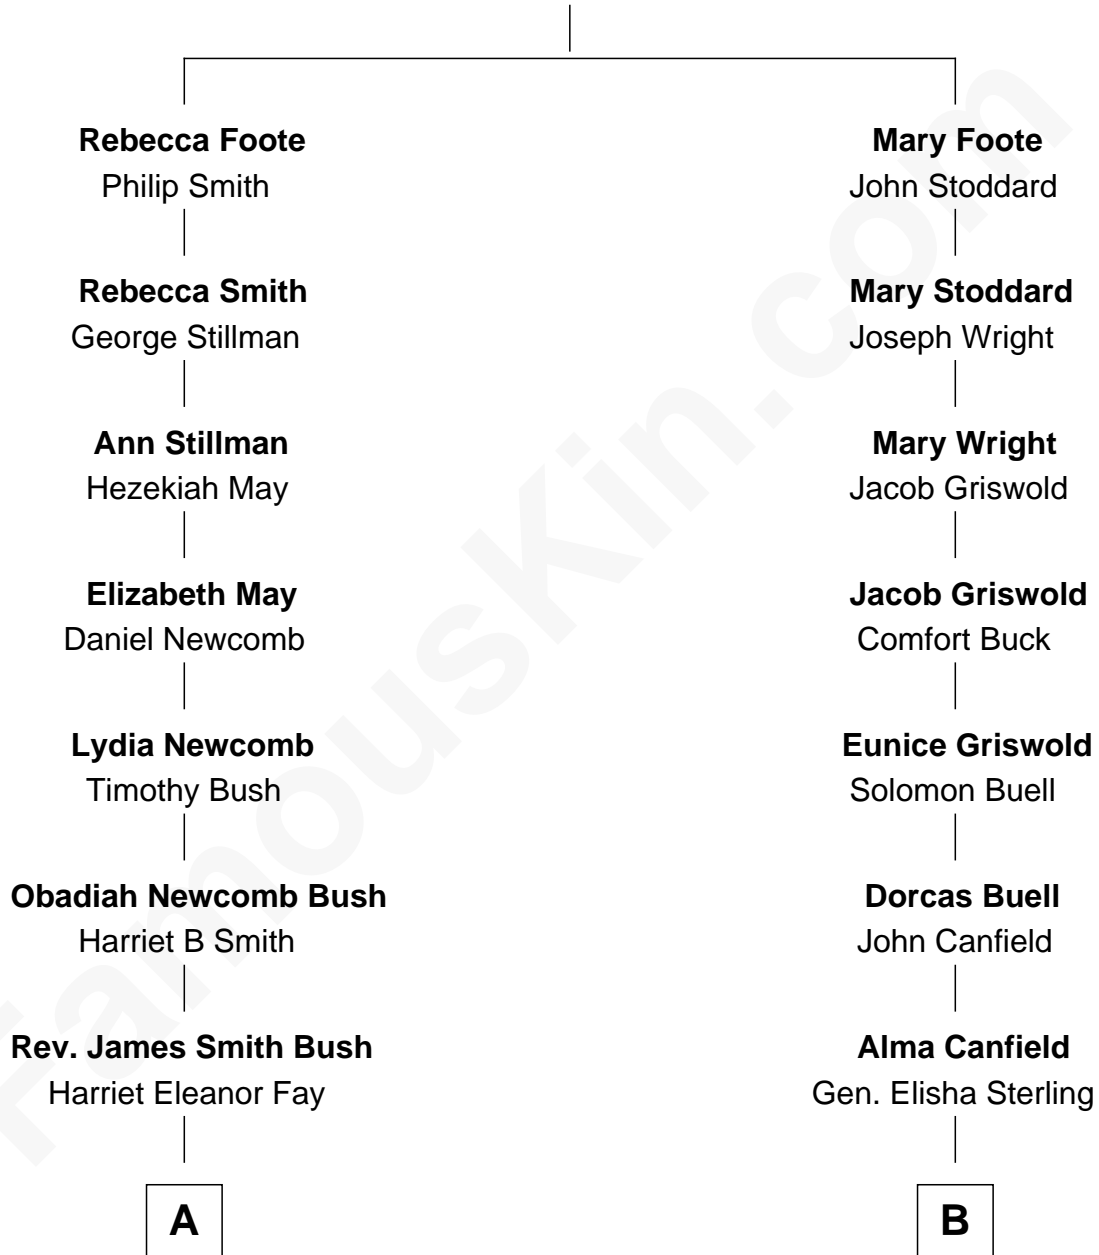 Rebecca Foote
Philip Smith
Rebecca Smith
George Stillman
Ann Stillman
Hezekiah May
Elizabeth May
Daniel Newcomb
Lydia Newcomb
Timothy Bush
Obadiah Newcomb Bush
Harriet B Smith
Rev. James Smith Bush
Harriet Eleanor Fay
A
Mary Foote
John Stoddard
Mary Stoddard
Joseph Wright
Mary Wright
Jacob Griswold
Jacob Griswold
Comfort Buck
Eunice Griswold
Solomon Buell
Dorcas Buell
John Canfield
Alma Canfield
Gen. Elisha Sterling
B
FamousKin.com